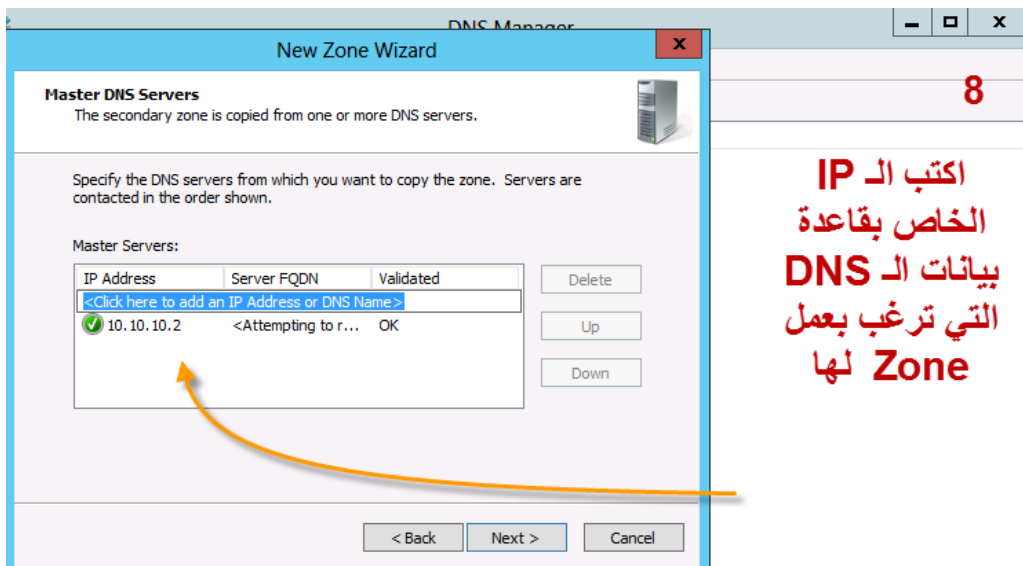 DNS Manager
New Zone Wizard
x
x
Master DNS Servers
The secondary zone is copied from one or more DNS servers.
Specify the DNS servers from which you want to copy the zone. Servers are
contacted in the order shown.
Master Servers:
IP Address Server FQDN Validated
<Click here to add an IP Address or DNS Name>
10.10.10.2 <Attempting to r... OK
Delete
Up
Down
< Back Next > Cancel
8
اكتب الـ IP
الخاص بقاعدة
بيانات الـ DNS
التي ترغب بعمل
Zone لها